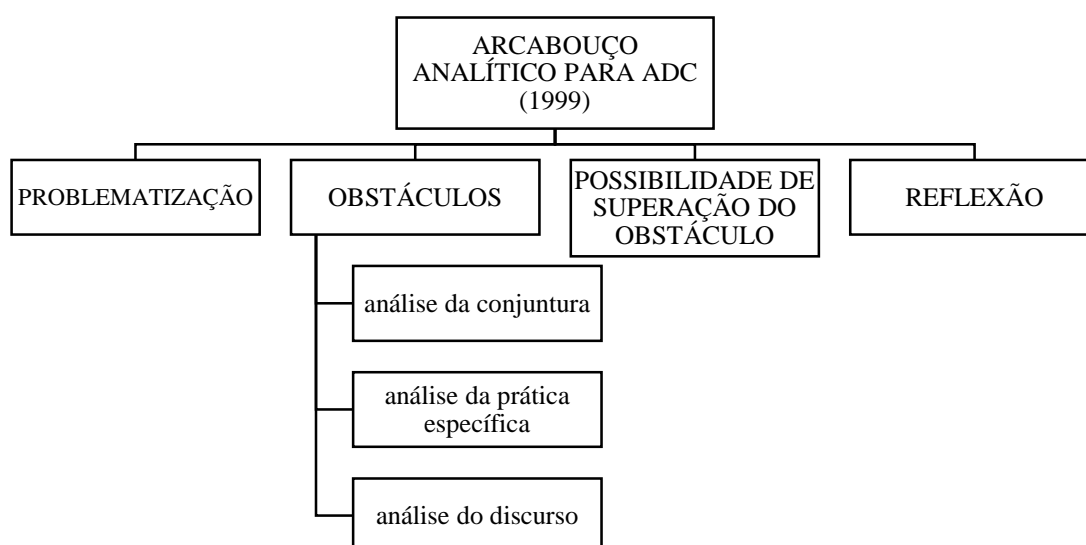 ARCABOUÇO
ANALÍTICO PARA ADC
(1999)
PROBLEMATIZAÇÃO
OBSTÁCULOS
POSSIBILIDADE DE
SUPERAÇÃO DO
OBSTÁCULO
REFLEXÃO
análise da conjuntura
análise da prática
específica
análise do discurso